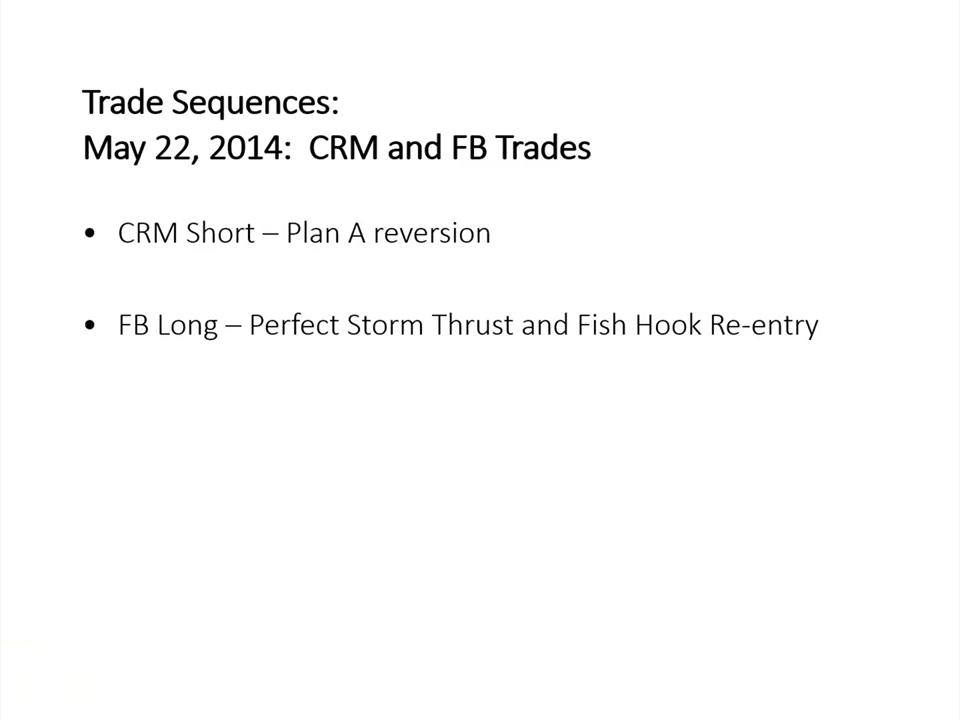 Trade Sequences:
May 22, 2014:  CRM and FB Trades
• CRM Short – Plan A reversion
• FB Long – Perfect Storm Thrust and Fish Hook Re-entry